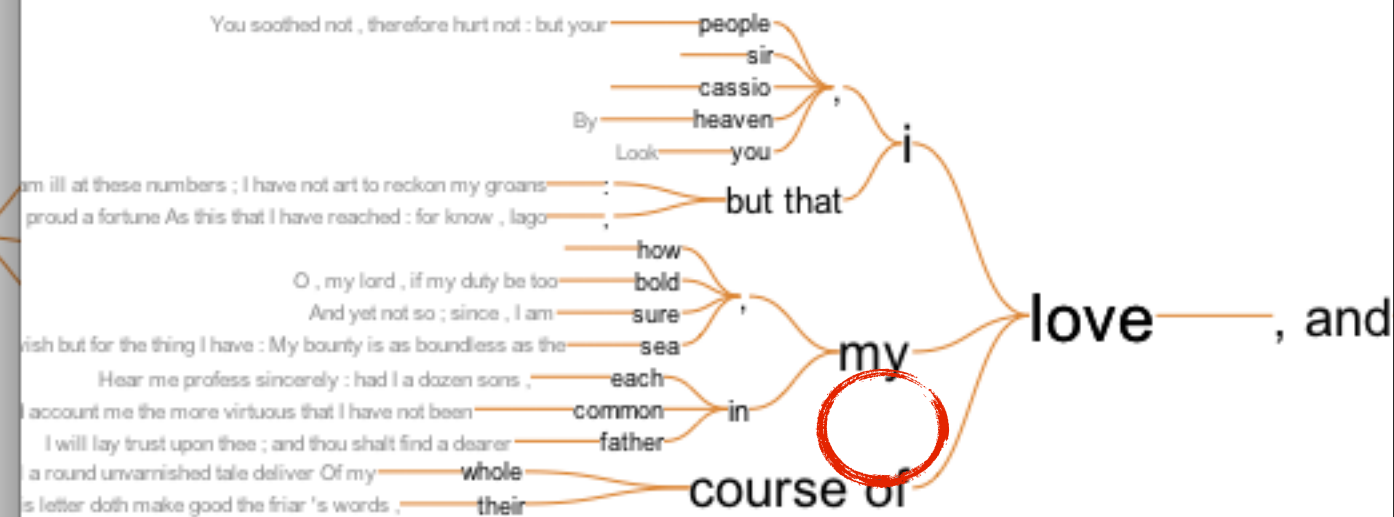 You soothed not , therefore hurt not : but your people
sir
cassio ,
By heaven i
Look you
am ill at these numbers ; I have not art to reckon my groans :
but that
proud a fortune As this that I have reached : for know , Iago ,
how
O , my lord , if my duty be too bold ,
And yet not so ; since , I am sure love , and
vish but for the thing I have : My bounty is as boundless as the sea my
Hear me profess sincerely : had I a dozen sons , each
account me the more virtuous that I have not been common in
I will lay trust upon thee ; and thou shalt find a dearer father
a round unvarnished tale deliver Of my whole
course of
s letter doth make good the friar 's words , their